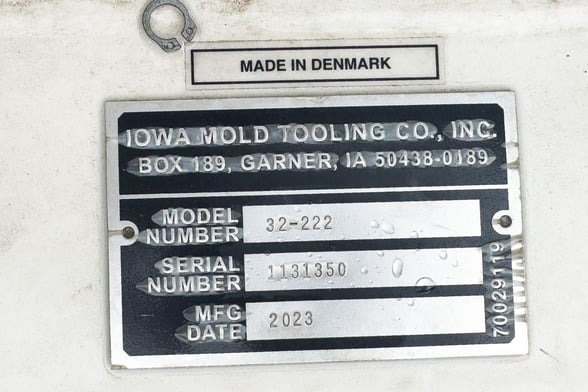 MADE IN DENMARK
IOWA MOLD TOOLING CO., INC.
BOX 189, GARNER, IA 50438-0189
MODEL NUMBER 32-222
SERIAL NUMBER 1131350
MFG DATE 2023
70029119